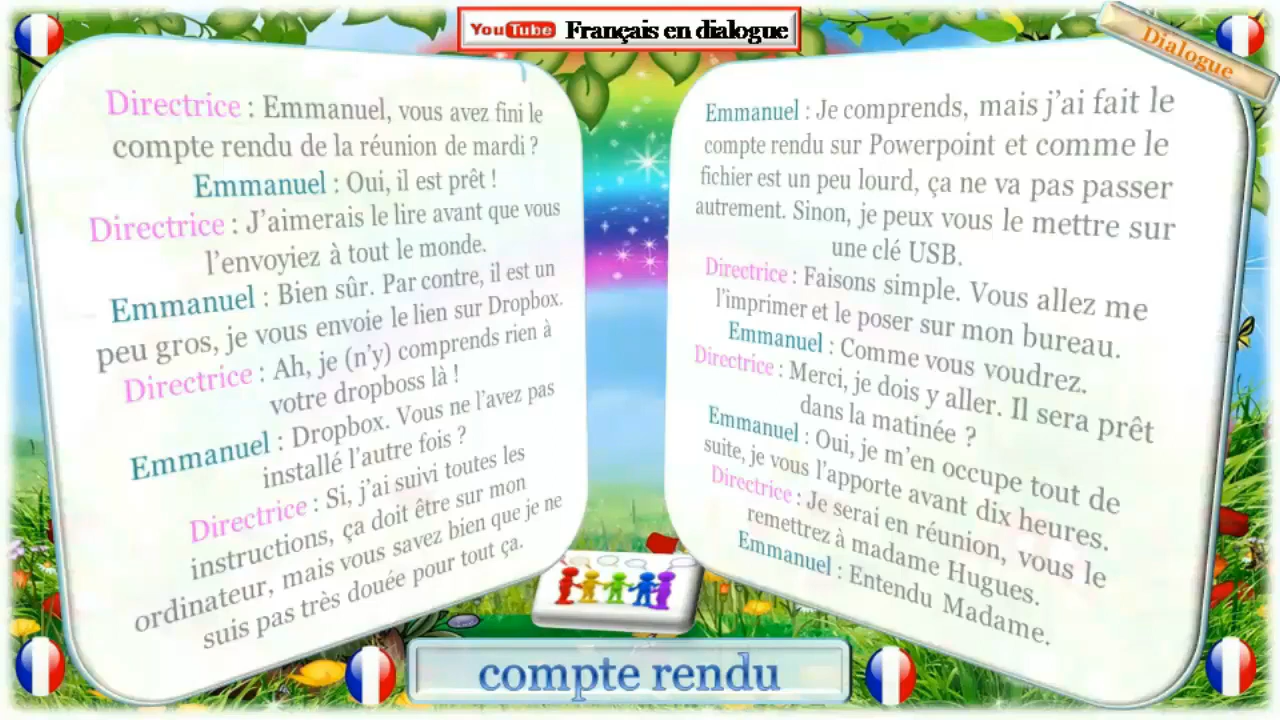 YouTube Français en dialogue
Dialogue
Directrice : Emmanuel, vous avez fini le
compte rendu de la réunion de mardi ?
Emmanuel : Oui, il est prêt !
Directrice : J'aimerais le lire avant que vous
l'envoyiez à tout le monde.
Emmanuel : Bien sûr. Par contre, il est un
peu gros, je vous envoie le lien sur Dropbox.
Directrice : Ah, je (n'y) comprends rien à
votre dropboss là !
Emmanuel : Dropbox. Vous ne l'avez pas
installé l'autre fois ?
Directrice : Si, j'ai suivi toutes les
instructions, ça doit être sur mon
ordinateur, mais vous savez bien que je ne
suis pas très douée pour tout ça.
Emmanuel : Je comprends, mais j'ai fait le
compte rendu sur Powerpoint et comme le
fichier est un peu lourd, ça ne va pas passer
autrement. Sinon, je peux vous le mettre sur
une clé USB.
Directrice : Faisons simple. Vous allez me
l'imprimer et le poser sur mon bureau.
Emmanuel : Comme vous voudrez.
Directrice : Merci, je dois y aller. Il sera prêt
dans la matinée ?
Emmanuel : Oui, je m'en occupe tout de
suite, je vous l'apporte avant dix heures.
Directrice : Je serai en réunion, vous le
remettrez à madame Hugues.
Emmanuel : Entendu Madame.
compte rendu